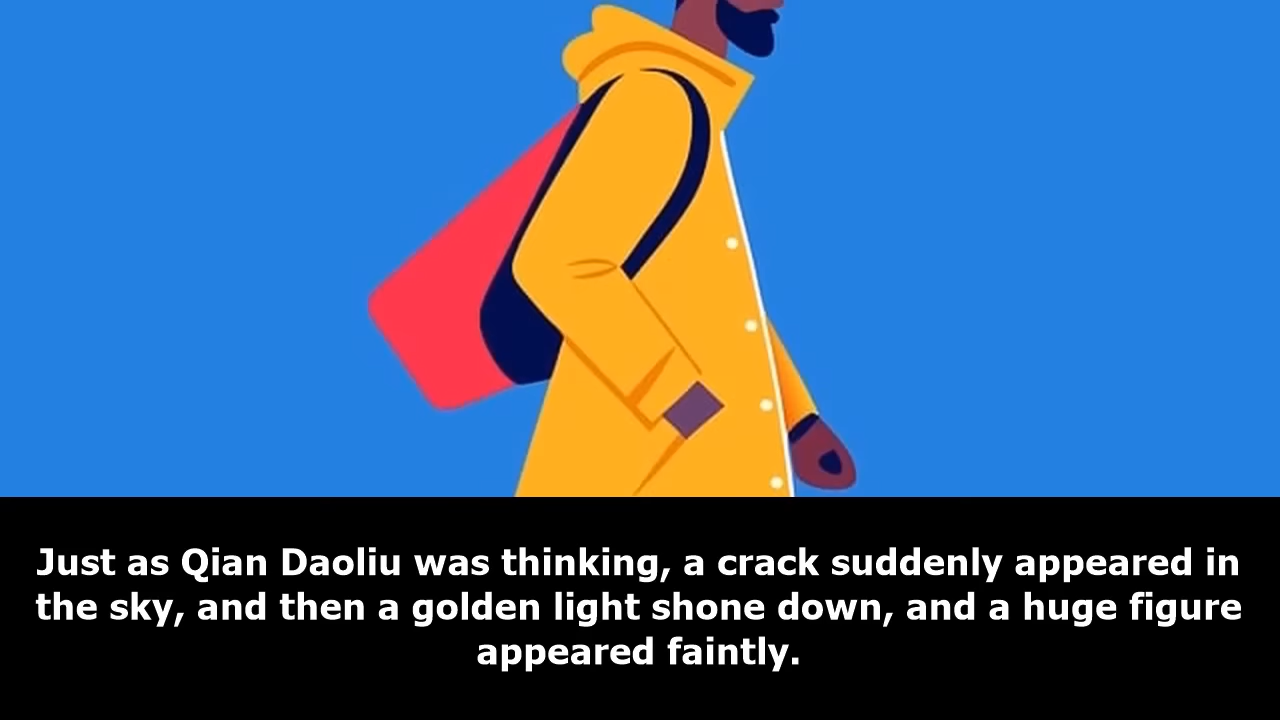 Just as Qian Daoliu was thinking, a crack suddenly appeared in
the sky, and then a golden light shone down, and a huge figure
appeared faintly.